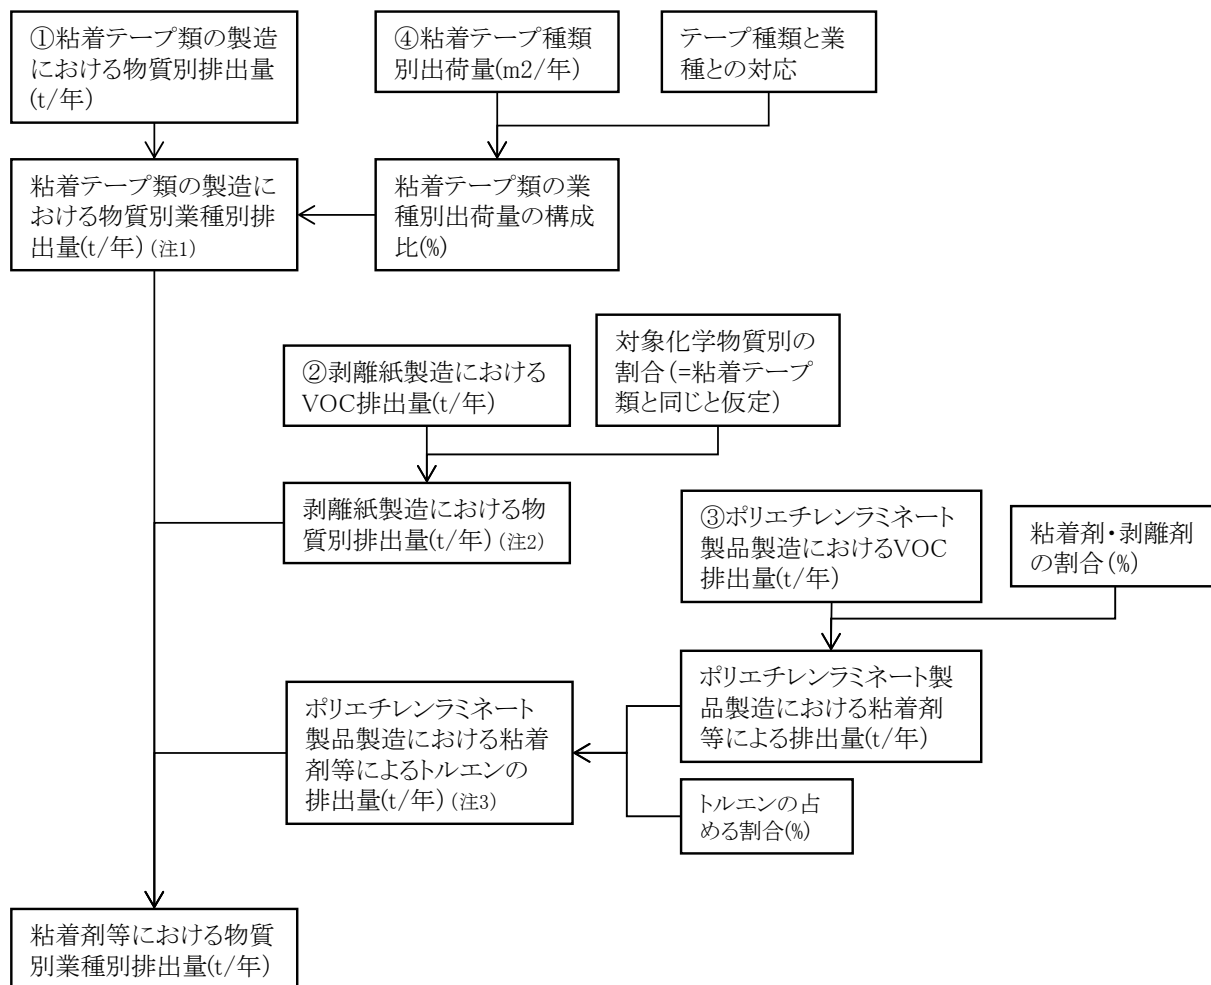 ①粘着テープ類の製造
における物質別排出量
(t/年)
④粘着テープ種類
別出荷量(m2/年)
テープ種類と業
種との対応
粘着テープ類の製造に
おける物質別業種別排
出量(t/年)(注1)
粘着テープ類の業
種別出荷量の構成
比(%)
②剥離紙製造における
VOC排出量(t/年)
対象化学物質別の
割合(=粘着テープ
類と同じと仮定)
剥離紙製造における物
質別排出量(t/年)(注2)
③ポリエチレンラミネート
製品製造におけるVOC
排出量(t/年)
粘着剤・剥離剤
の割合(%)
ポリエチレンラミネート
製品製造における粘着
剤等によるトルエンの
排出量(t/年)(注3)
ポリエチレンラミネート製
品製造における粘着剤
等による排出量(t/年)
トルエンの占
める割合(%)
粘着剤等における物質
別業種別排出量(t/年)